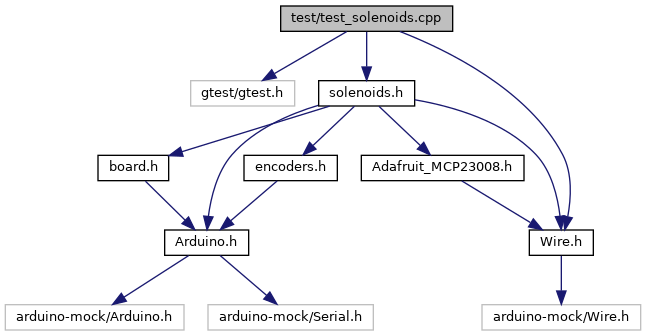 test/test_solenoids.cpp
gtest/gtest.h
solenoids.h
board.h
encoders.h
Adafruit_MCP23008.h
Arduino.h
Wire.h
arduino-mock/Arduino.h
arduino-mock/Serial.h
arduino-mock/Wire.h